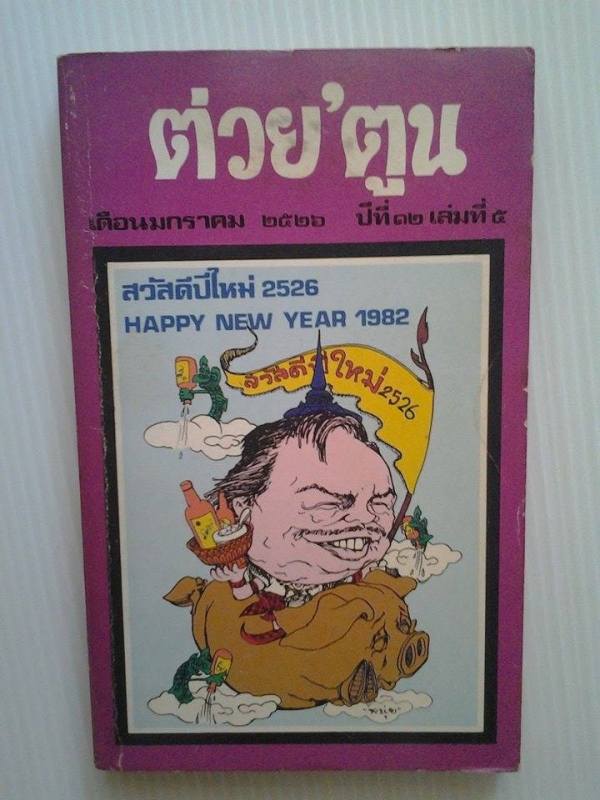 ต่วย'ตูน
เดือนมกราคม ๒๕๒๖ ปีที่ ๑๒ เล่มที่ ๕
สวัสดีปีใหม่ 2526
HAPPY NEW YEAR 1982
สวัสดี ปีใหม่ 2526